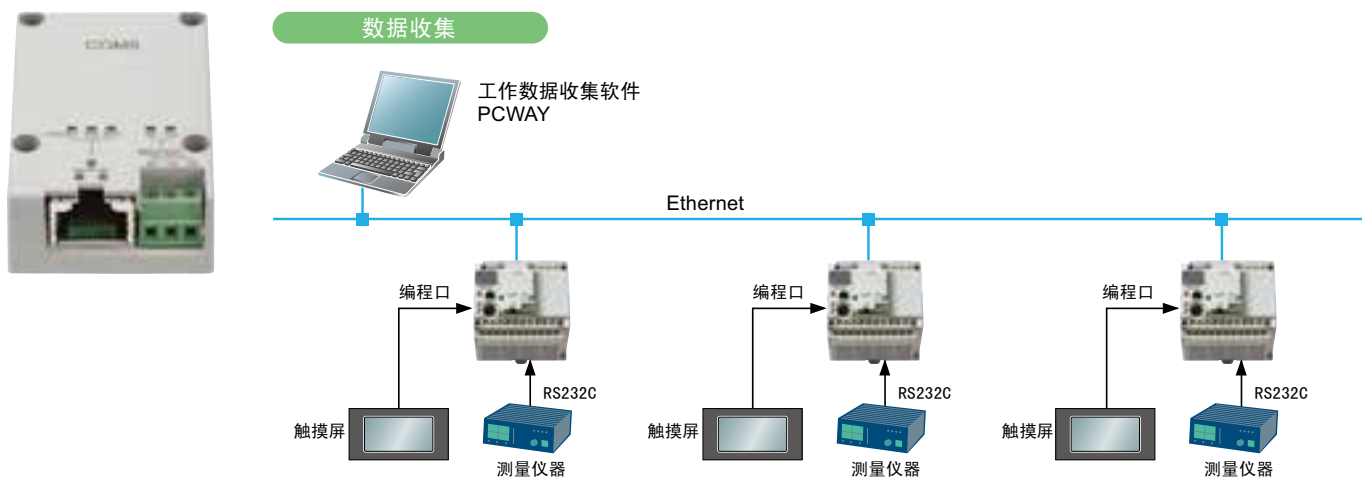 COM5
数据收集
工作数据收集软件
PCWAY
Ethernet
编程口
编程口
编程口
RS232C
RS232C
RS232C
触摸屏
触摸屏
触摸屏
测量仪器
测量仪器
测量仪器